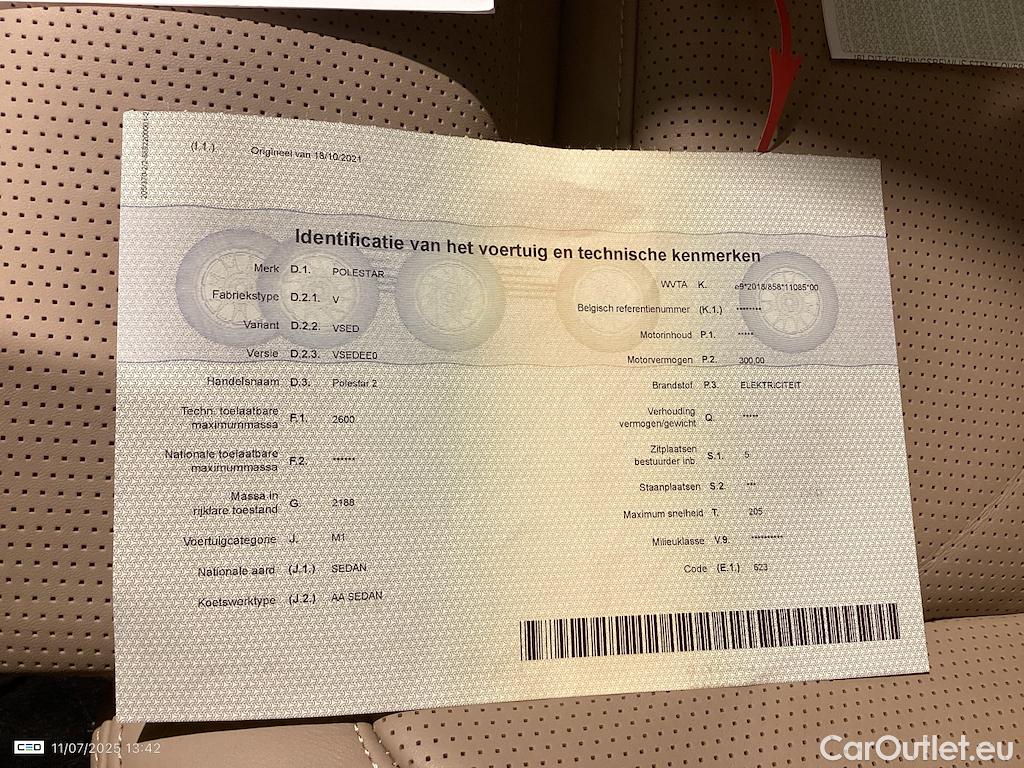 (I.1.) Origineel van 18/10/2021
Identificatie van het voertuig en technische kenmerken
Merk D.1. POLESTAR
Fabriekstype D.2.1. V
Variant D.2.2. VSED
Versie D.2.3. VSEDEE0
Handelsnaam D.3. Polestar 2
Techn. toelaatbare
maximummassa F.1. 2600
Nationale toelaatbare
maximummassa F.2. ******
Massa in
rijklare toestand G. 2188
Voertuigcategorie J. M1
Nationale aard (J.1.) SEDAN
Koetswerktype (J.2.) AA SEDAN
WVTA K. e9*2018/858*11085*00
Belgisch referentienummer (K.1.) ********
Motorinhoud P.1. *****
Motorvermogen P.2. 300.00
Brandstof P.3. ELEKTRICITEIT
Verhouding
vermogen/gewicht Q. *****
Zitplaatsen
bestuurder inb. S.1. 5
Staanplaatsen S.2. ***
Maximum snelheid T. 205
Milieuklasse V.9. **********
Code (E.1.) 623
CEO 11/07/2025 13:42
CarOutlet.eu